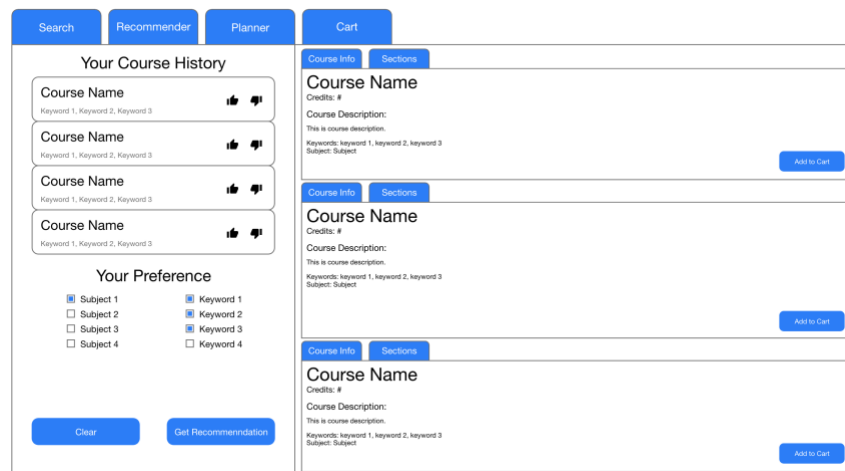 Search Recommender Planner Cart
Your Course History
Course Name
Keyword 1, Keyword 2, Keyword 3
Course Name
Keyword 1, Keyword 2, Keyword 3
Course Name
Keyword 1, Keyword 2, Keyword 3
Course Name
Keyword 1, Keyword 2, Keyword 3
Your Preference
Subject 1 Keyword 1
Subject 2 Keyword 2
Subject 3 Keyword 3
Subject 4 Keyword 4
Clear Get Recommenndation
Course Info Sections
Course Name
Credits: #
Course Description:
This is course description.
Keywords: keyword 1, keyword 2, keyword 3
Subject: Subject
Add to Cart
Course Info Sections
Course Name
Credits: #
Course Description:
This is course description.
Keywords: keyword 1, keyword 2, keyword 3
Subject: Subject
Add to Cart
Course Info Sections
Course Name
Credits: #
Course Description:
This is course description.
Keywords: keyword 1, keyword 2, keyword 3
Subject: Subject
Add to Cart